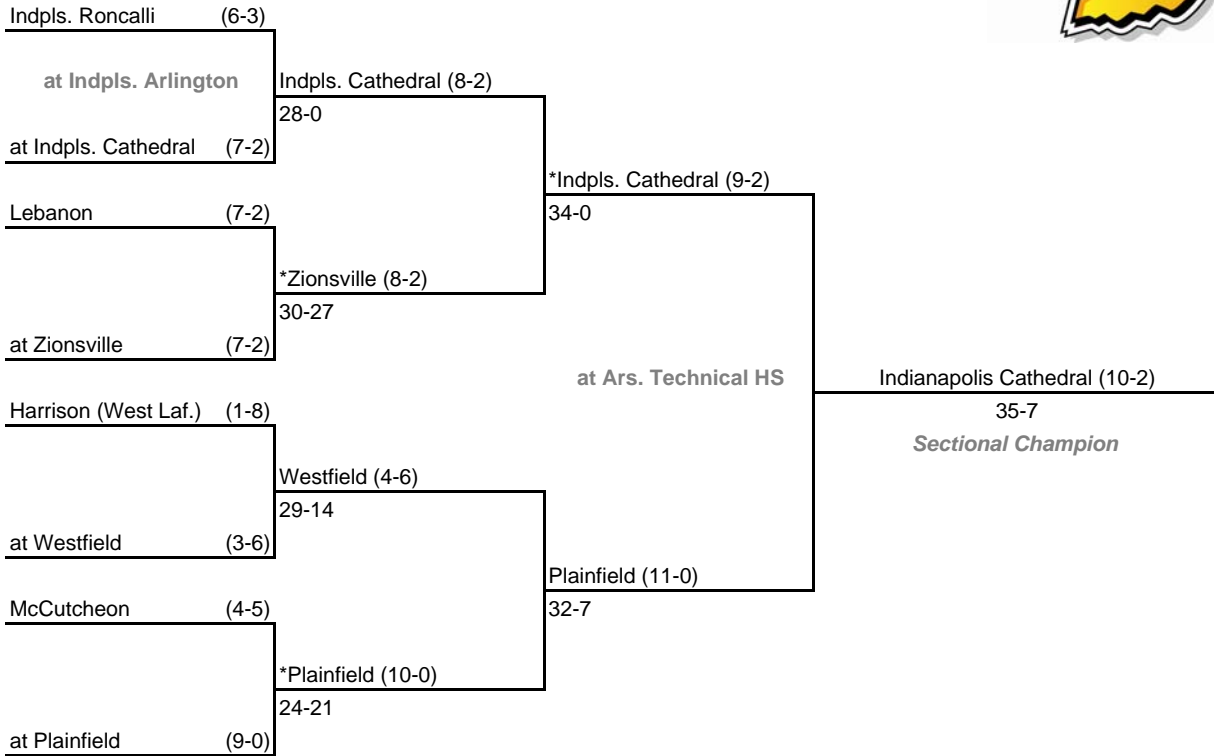 Indpls. Roncalli (6-3)
at Indpls. Arlington
Indpls. Cathedral (8-2)
28-0
at Indpls. Cathedral (7-2)
*Indpls. Cathedral (9-2)
Lebanon (7-2)
34-0
*Zionsville (8-2)
30-27
at Zionsville (7-2)
at Ars. Technical HS
Indianapolis Cathedral (10-2)
Harrison (West Laf.) (1-8)
35-7
Sectional Champion
Westfield (4-6)
29-14
at Westfield (3-6)
Plainfield (11-0)
McCutcheon (4-5)
32-7
*Plainfield (10-0)
24-21
at Plainfield (9-0)